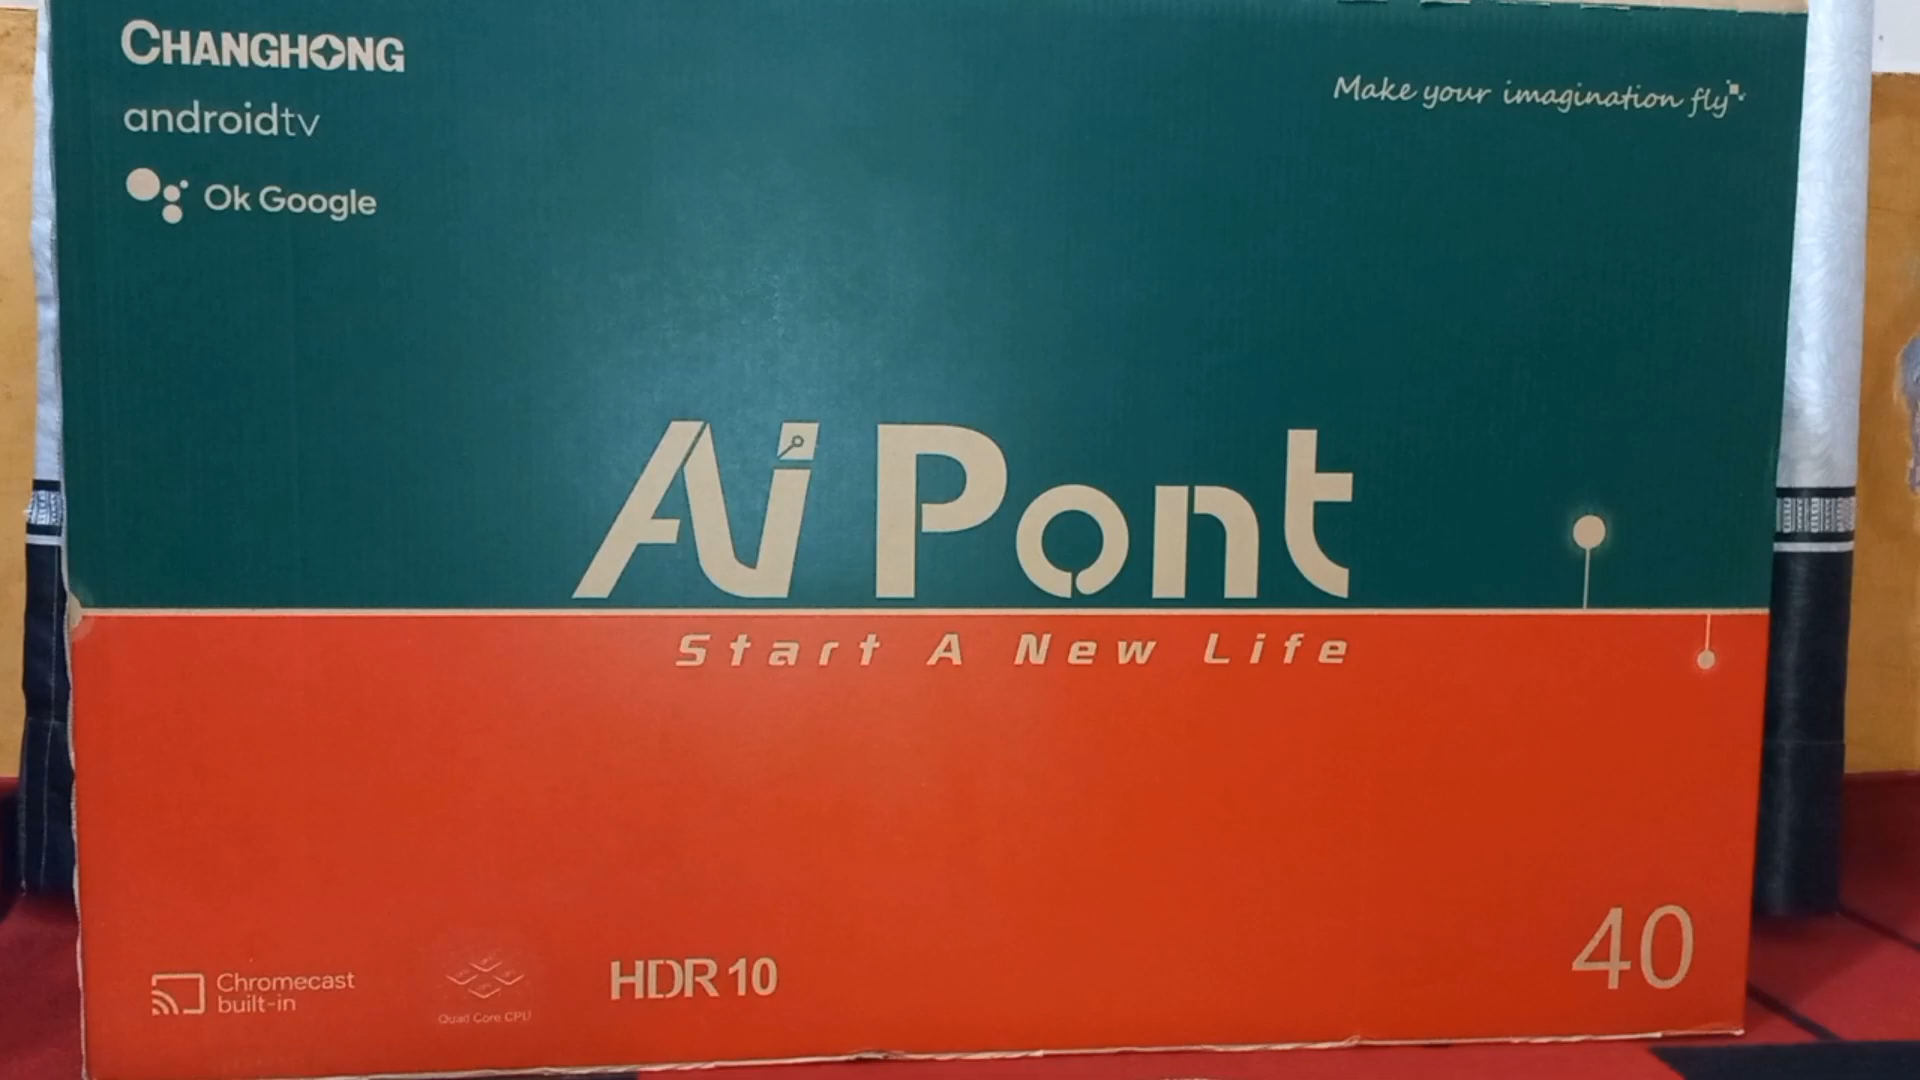 CHANGHONG
androidtv
Ok Google
Make your imagination fly
Ai Pont
Start A New Life
Chromecast
built-in
Quad Core CPU
HDR 10
40